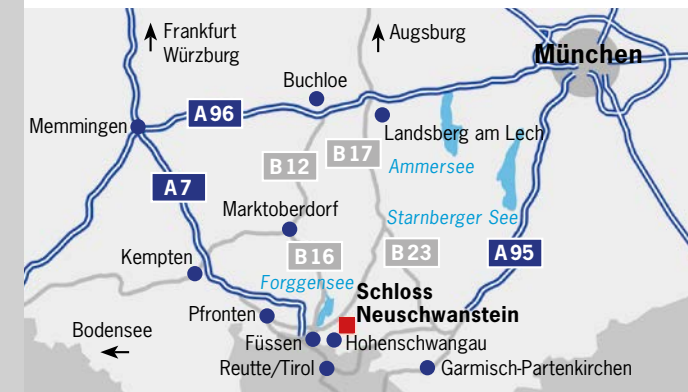 Frankfurt
Würzburg
Augsburg
München
Buchloe
A96
Memmingen
Landsberg am Lech
B17
B12
Ammersee
A7
Marktoberdorf
Starnberger See
B16
B23
A95
Kempten
Forggensee
Schloss
Neuschwanstein
Pfronten
Bodensee
Füssen
Hohenschwangau
Reutte/Tirol
Garmisch-Partenkirchen